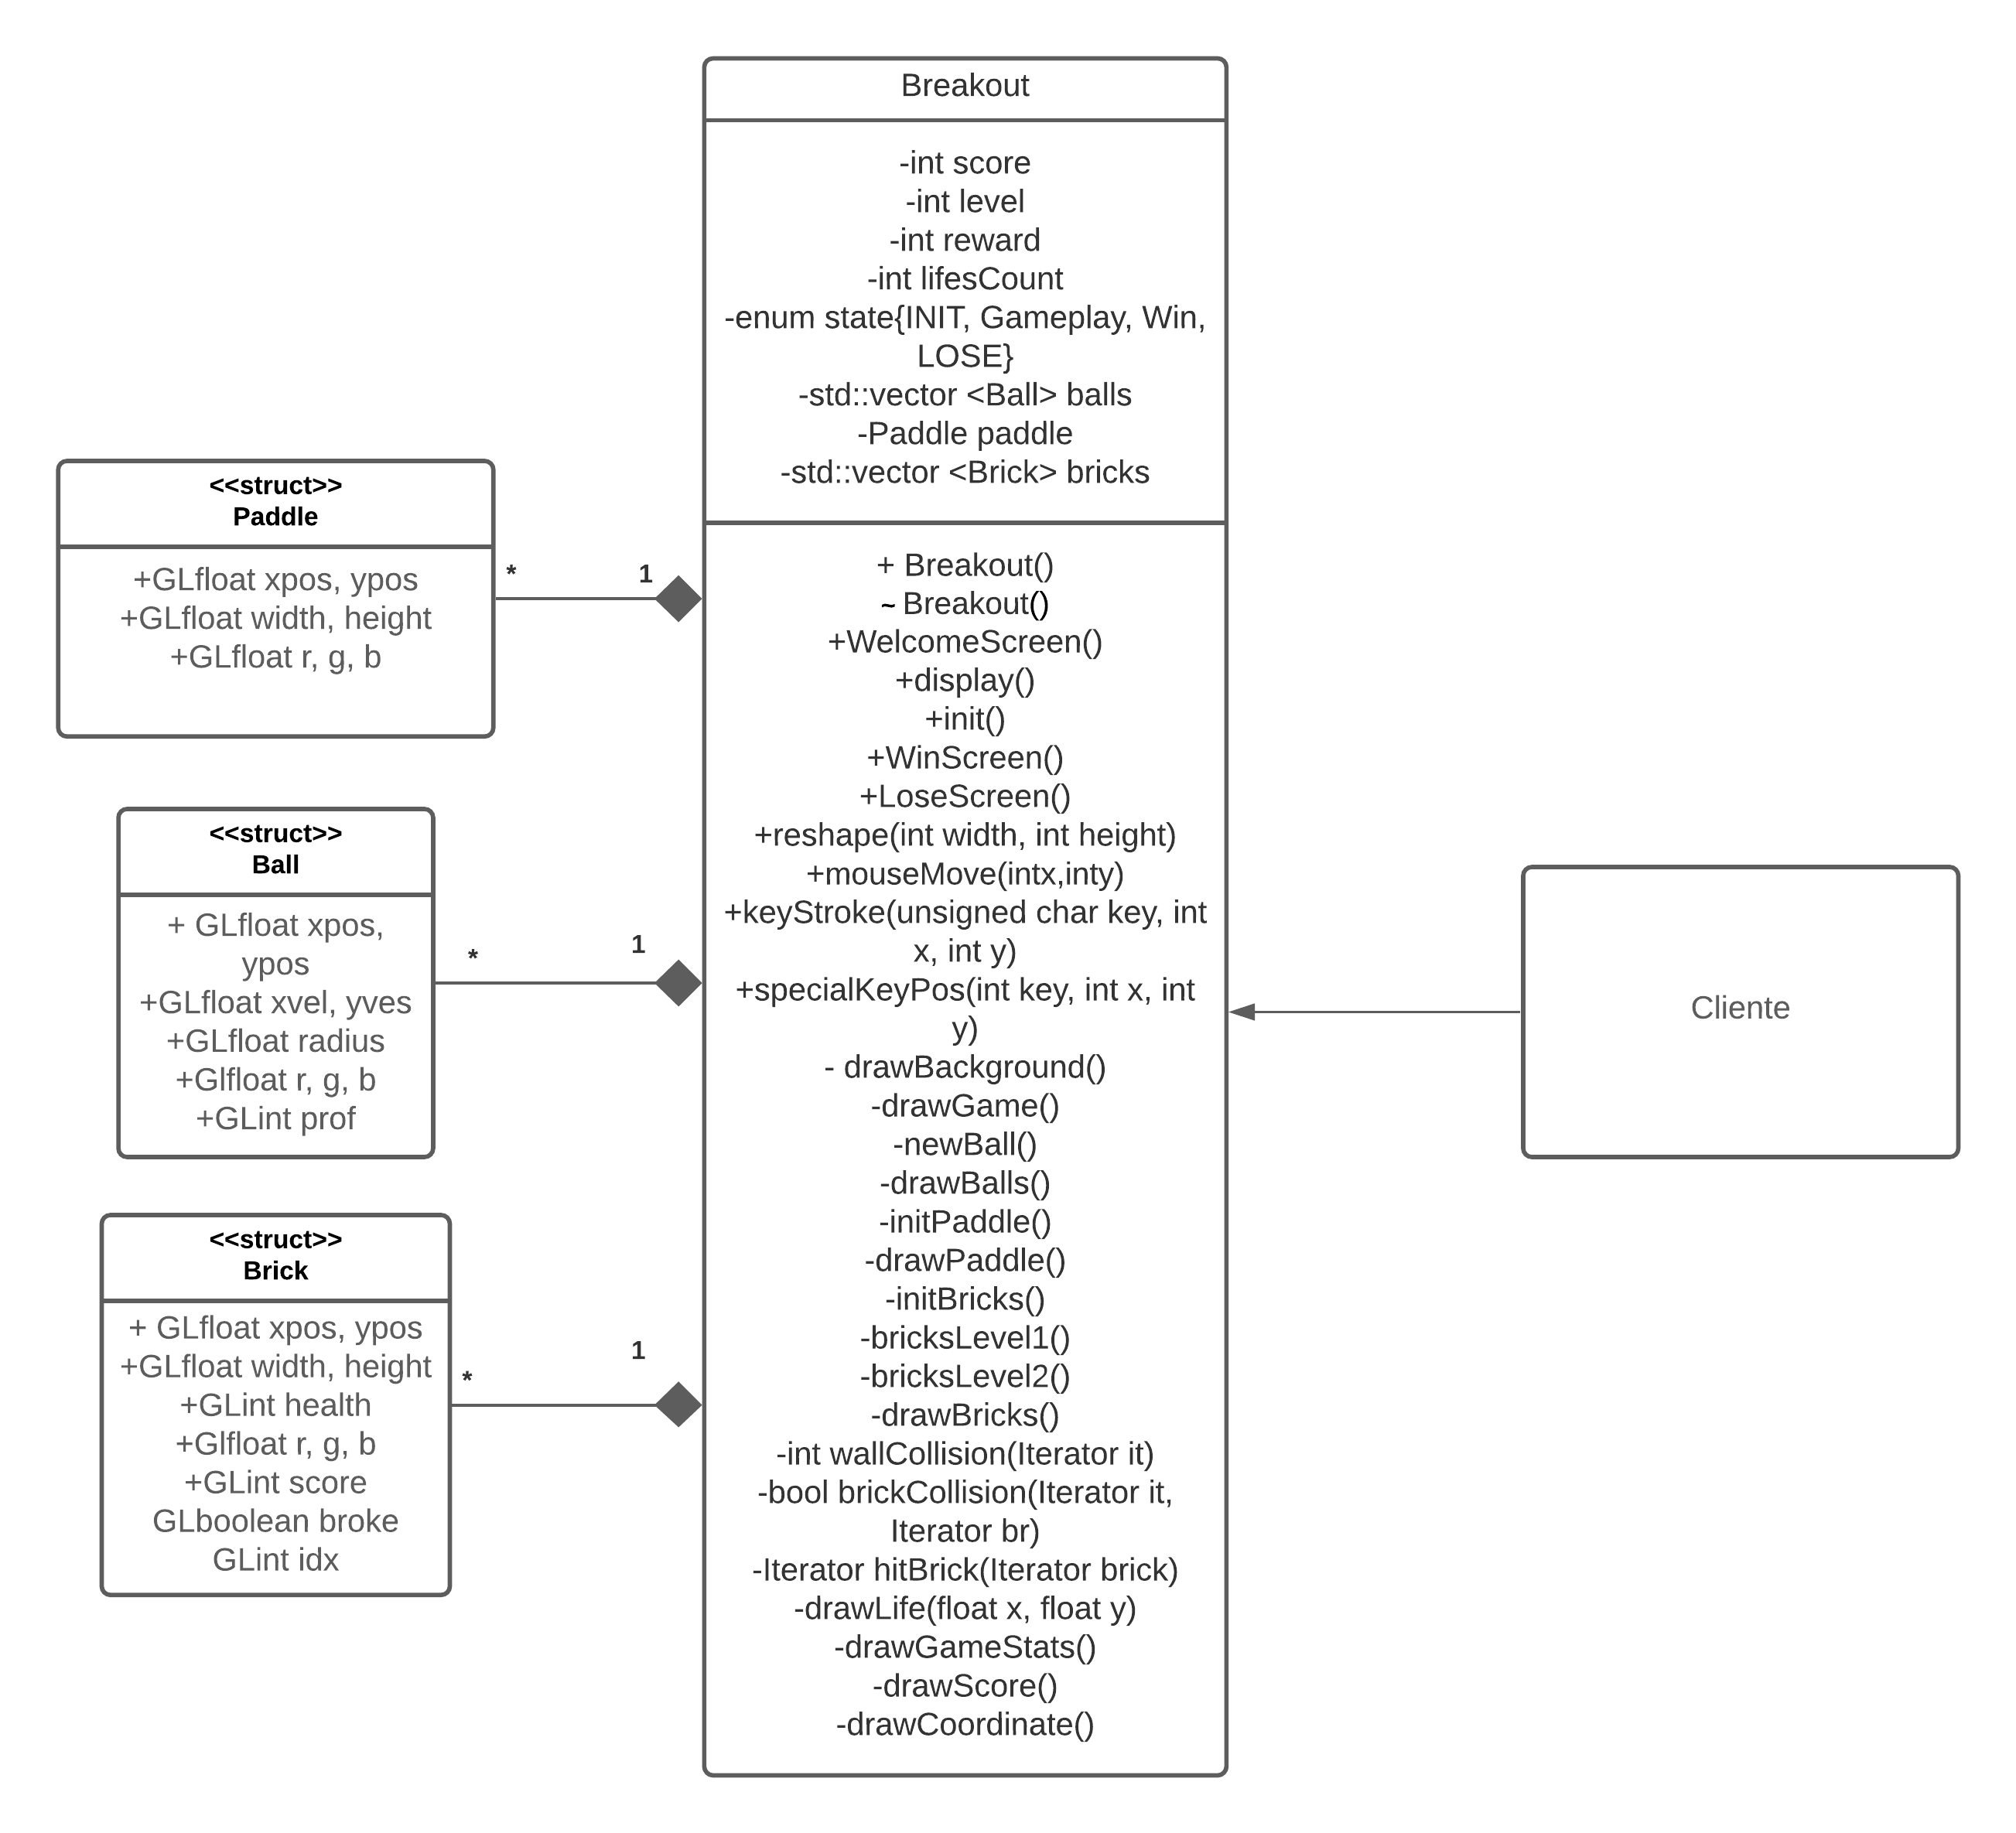 Breakout
-int score
-int level
-int reward
-int lifesCount
-enum state{INIT, Gameplay, Win,
LOSE}
-std::vector <Ball> balls
-Paddle paddle
-std::vector <Brick> bricks
+ Breakout()
~ Breakout()
+WelcomeScreen()
+display()
+init()
+WinScreen()
+LoseScreen()
+reshape(int width, int height)
+mouseMove(intx,inty)
+keyStroke(unsigned char key, int
x, int y)
+specialKeyPos(int key, int x, int
y)
- drawBackground()
-drawGame()
-newBall()
-drawBalls()
-initPaddle()
-drawPaddle()
-initBricks()
-bricksLevel1()
-bricksLevel2()
-drawBricks()
-int wallCollision(Iterator it)
-bool brickCollision(Iterator it,
Iterator br)
-Iterator hitBrick(Iterator brick)
-drawLife(float x, float y)
-drawGameStats()
-drawScore()
-drawCoordinate()
<<struct>>
Paddle
+GLfloat xpos, ypos
+GLfloat width, height
+GLfloat r, g, b
* 1
<<struct>>
Ball
+ GLfloat xpos,
ypos
+GLfloat xvel, yves
+GLfloat radius
+Glfloat r, g, b
+GLint prof
* 1
<<struct>>
Brick
+ GLfloat xpos, ypos
+GLfloat width, height
+GLint health
+Glfloat r, g, b
+GLint score
GLboolean broke
GLint idx
* 1
Cliente